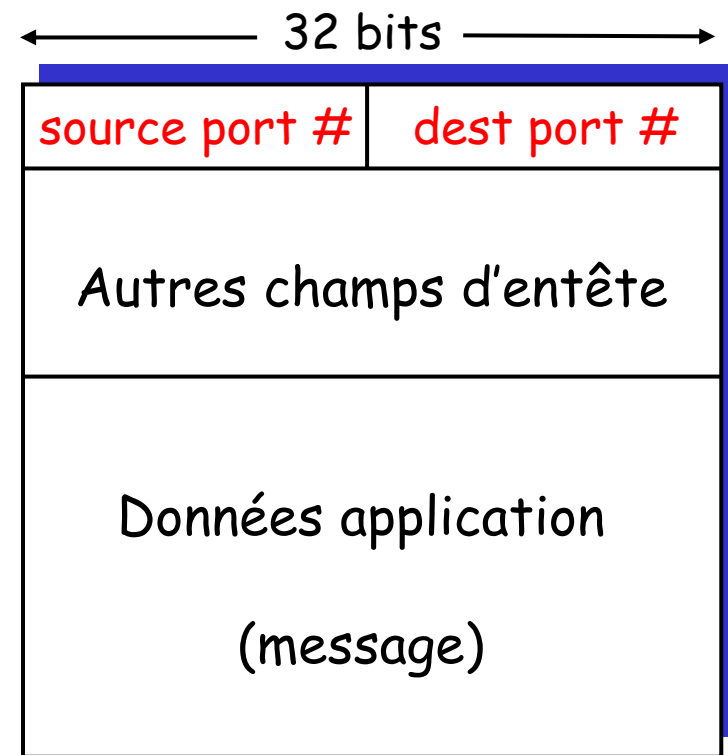 32 bits
source port # dest port #
Autres champs d'entête
Données application
(message)